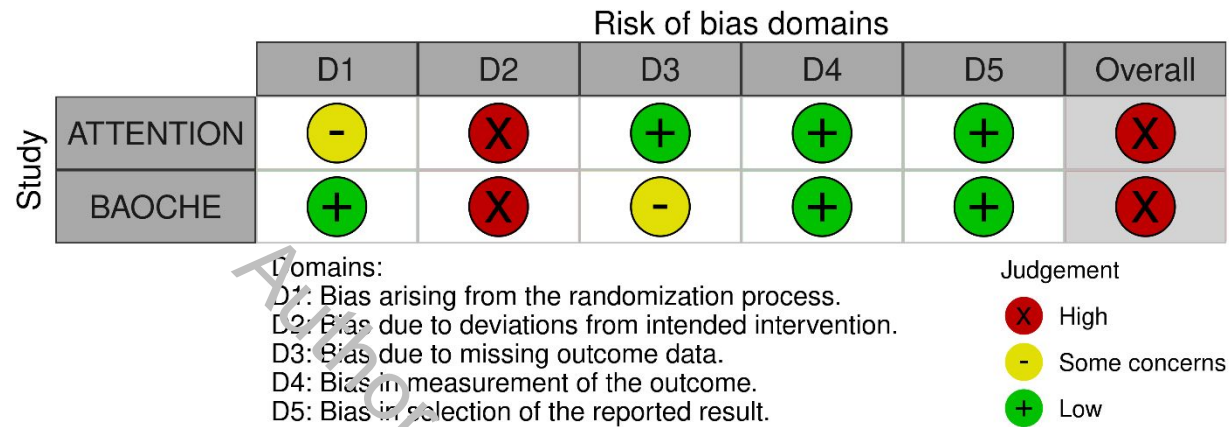 Risk of bias domains
D1 D2 D3 D4 D5 Overall
Study
ATTENTION - X + + + X
BAOCHE + X - + + X
Domains:
D1: Bias arising from the randomization process.
D2: Bias due to deviations from intended intervention.
D3: Bias due to missing outcome data.
D4: Bias in measurement of the outcome.
D5: Bias in selection of the reported result.
Judgement
X High
- Some concerns
+ Low
Author